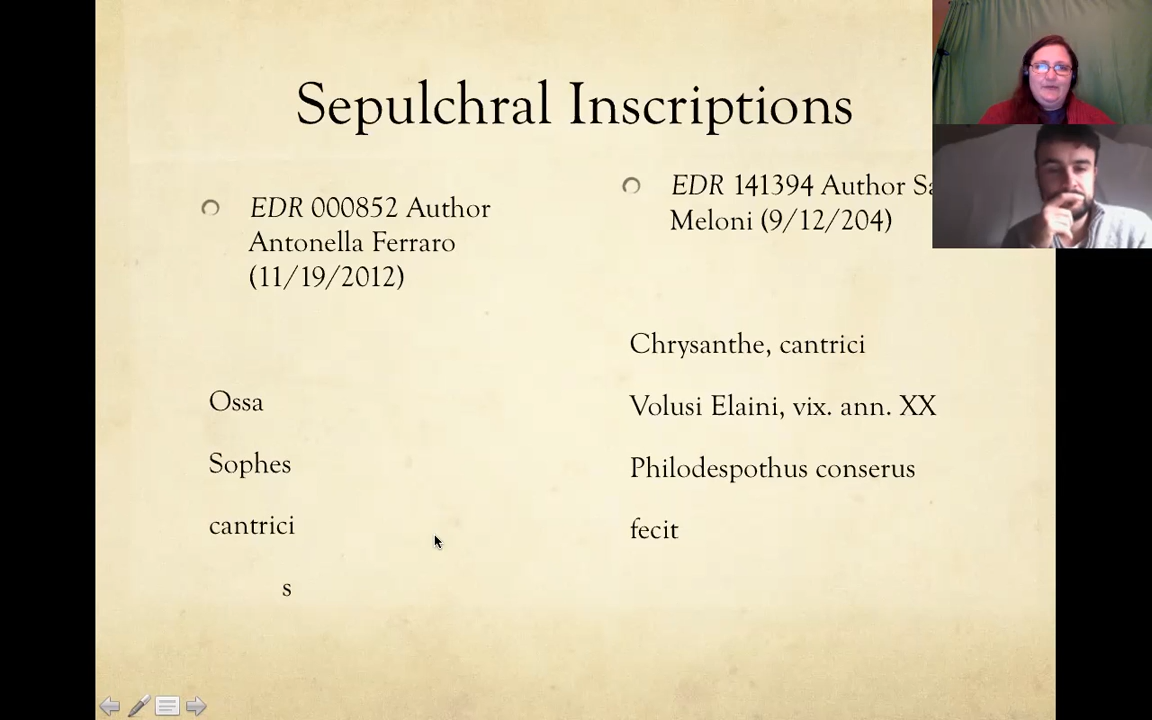 Sepulchral Inscriptions
EDR 000852 Author
Antonella Ferraro
(11/19/2012)
Ossa
Sophes
cantrici
s
EDR 141394 Author
Meloni (9/12/204)
Chrysanthe, cantrici
Volusi Elaini, vix. ann. XX
Philodespothus conserus
fecit